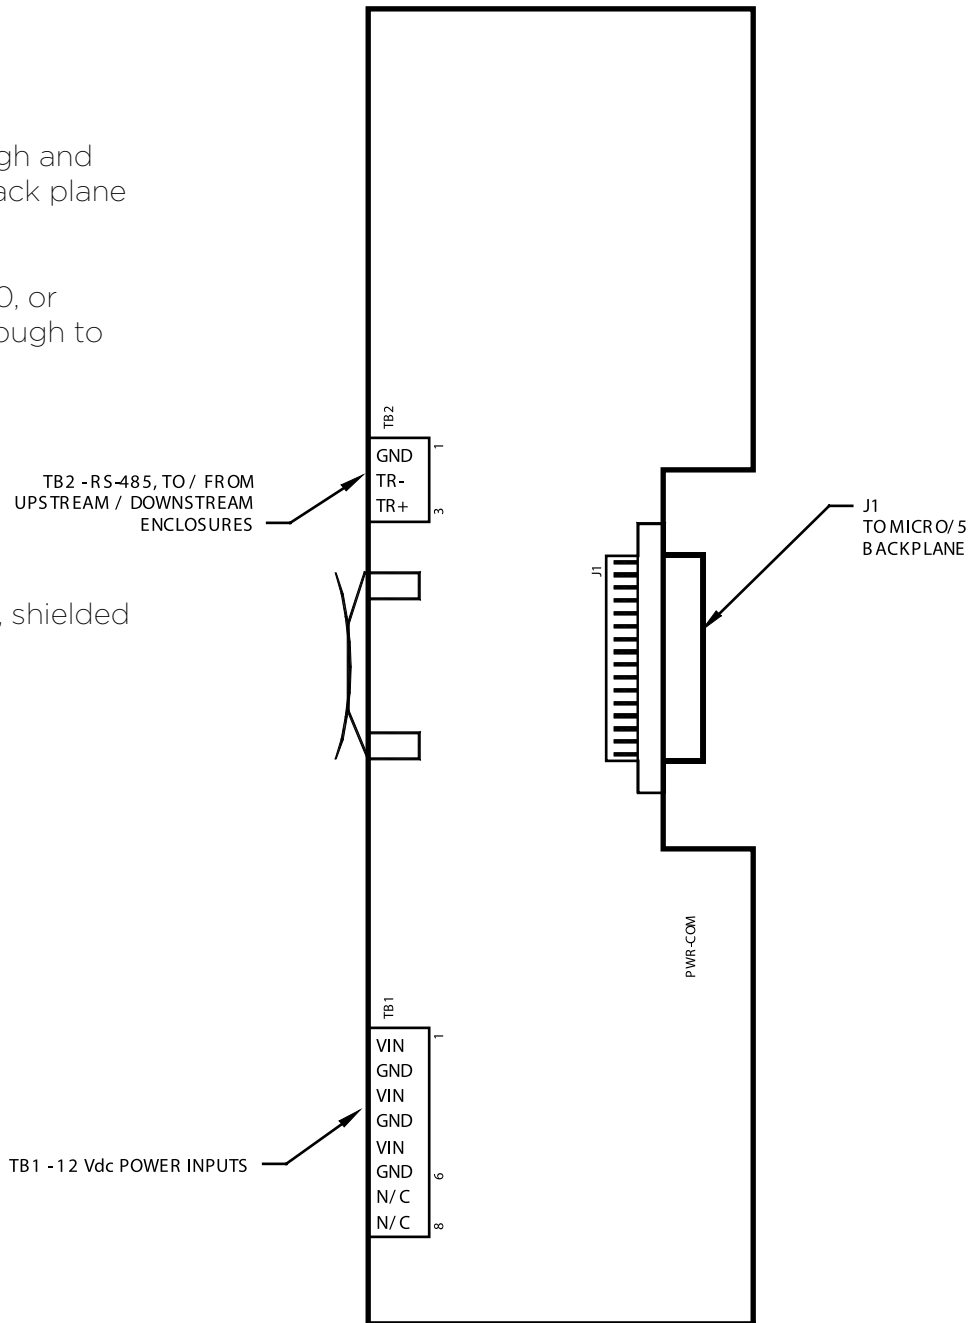 gh and
ack plane
0, or
ough to
TB2
GND
TR-
TR+
1
3
TB2 - RS-485, TO / FROM
UPSTREAM / DOWNSTREAM
ENCLOSURES
J1
TO MICRO/5
BACKPLANE
J1
, shielded
PWR-COM
TB1
VIN
GND
VIN
GND
VIN
GND
N/C
N/C
1
6
8
TB1 - 12 Vdc POWER INPUTS